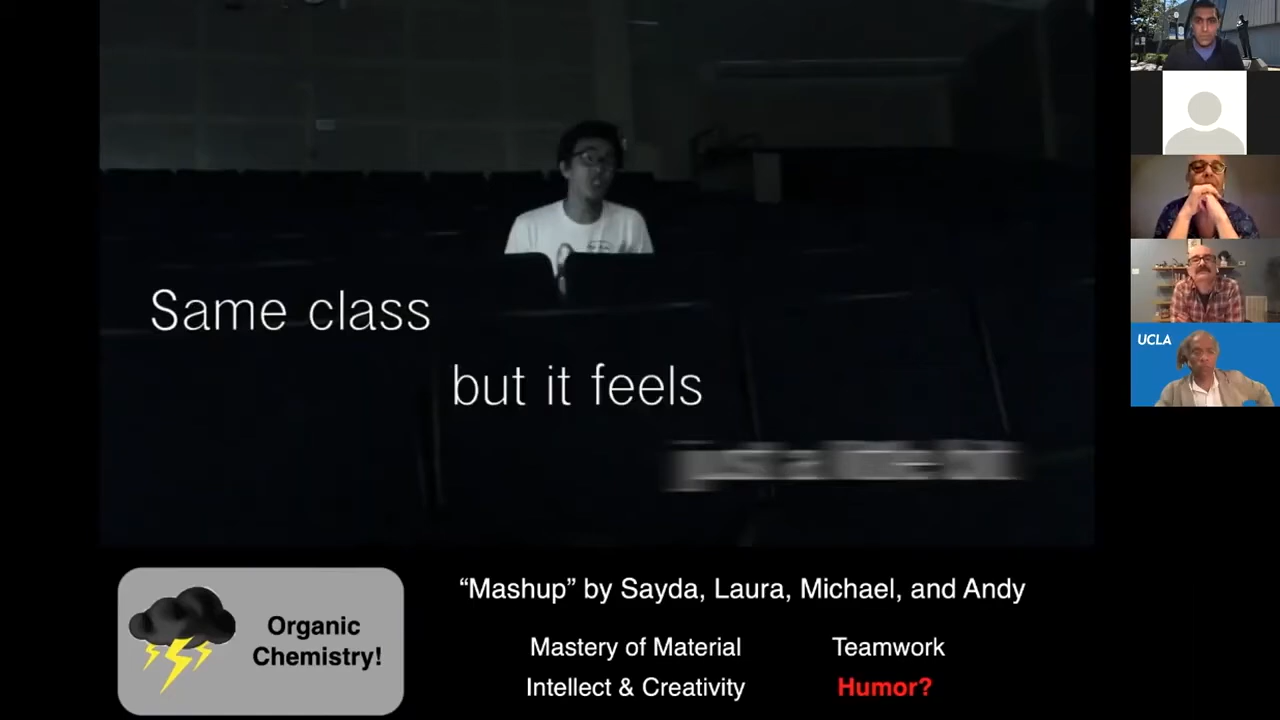 Same class
but it feels
UCLA
Organic
Chemistry!
“Mashup” by Sayda, Laura, Michael, and Andy
Mastery of Material
Teamwork
Intellect & Creativity
Humor?